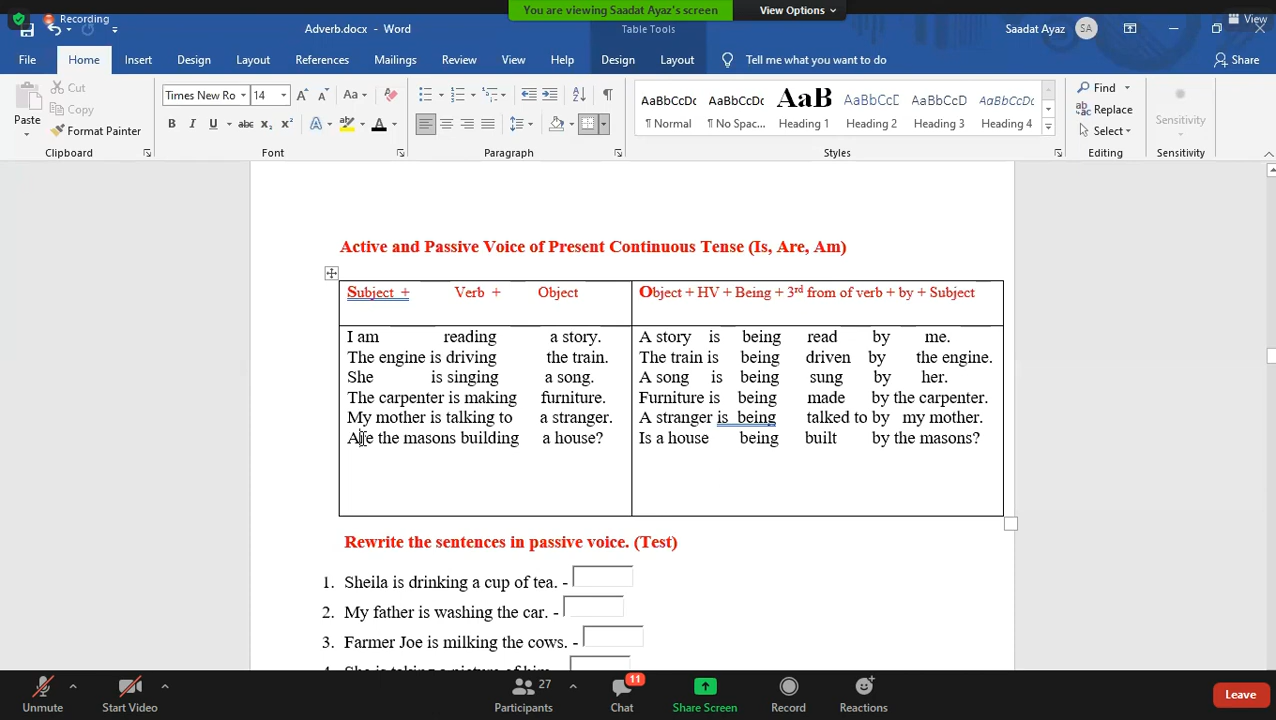 Recording
You are viewing Saadat Ayaz's screen
View Options
View
Adverb.docx - Word
Table Tools
Saadat Ayaz
SA
File Home Insert Design Layout References Mailings Review View Help Design Layout Tell me what you want to do
Share
Paste
Cut
Copy
Format Painter
Clipboard
Times New Ro 14
Font
Paragraph
AaBbCcDc AaBbCcDc AaB AaBbCcD AaBbCcDc AaBbCcDc
¶ Normal ¶ No Spac... Heading 1 Heading 2 Heading 3 Heading 4
Styles
Find
Replace
Select
Editing
Sensitivity
Sensitivity
Active and Passive Voice of Present Continuous Tense (Is, Are, Am)
Subject + Verb + Object
Object + HV + Being + 3rd from of verb + by + Subject
I am reading a story.
The engine is driving the train.
She is singing a song.
The carpenter is making furniture.
My mother is talking to a stranger.
Are the masons building a house?
A story is being read by me.
The train is being driven by the engine.
A song is being sung by her.
Furniture is being made by the carpenter.
A stranger is being talked to by my mother.
Is a house being built by the masons?
Rewrite the sentences in passive voice. (Test)
1. Sheila is drinking a cup of tea. -
2. My father is washing the car. -
3. Farmer Joe is milking the cows. -
4. She is taking a picture of him. -
Unmute
Start Video
27
Participants
11
Chat
Share Screen
Record
Reactions
Leave